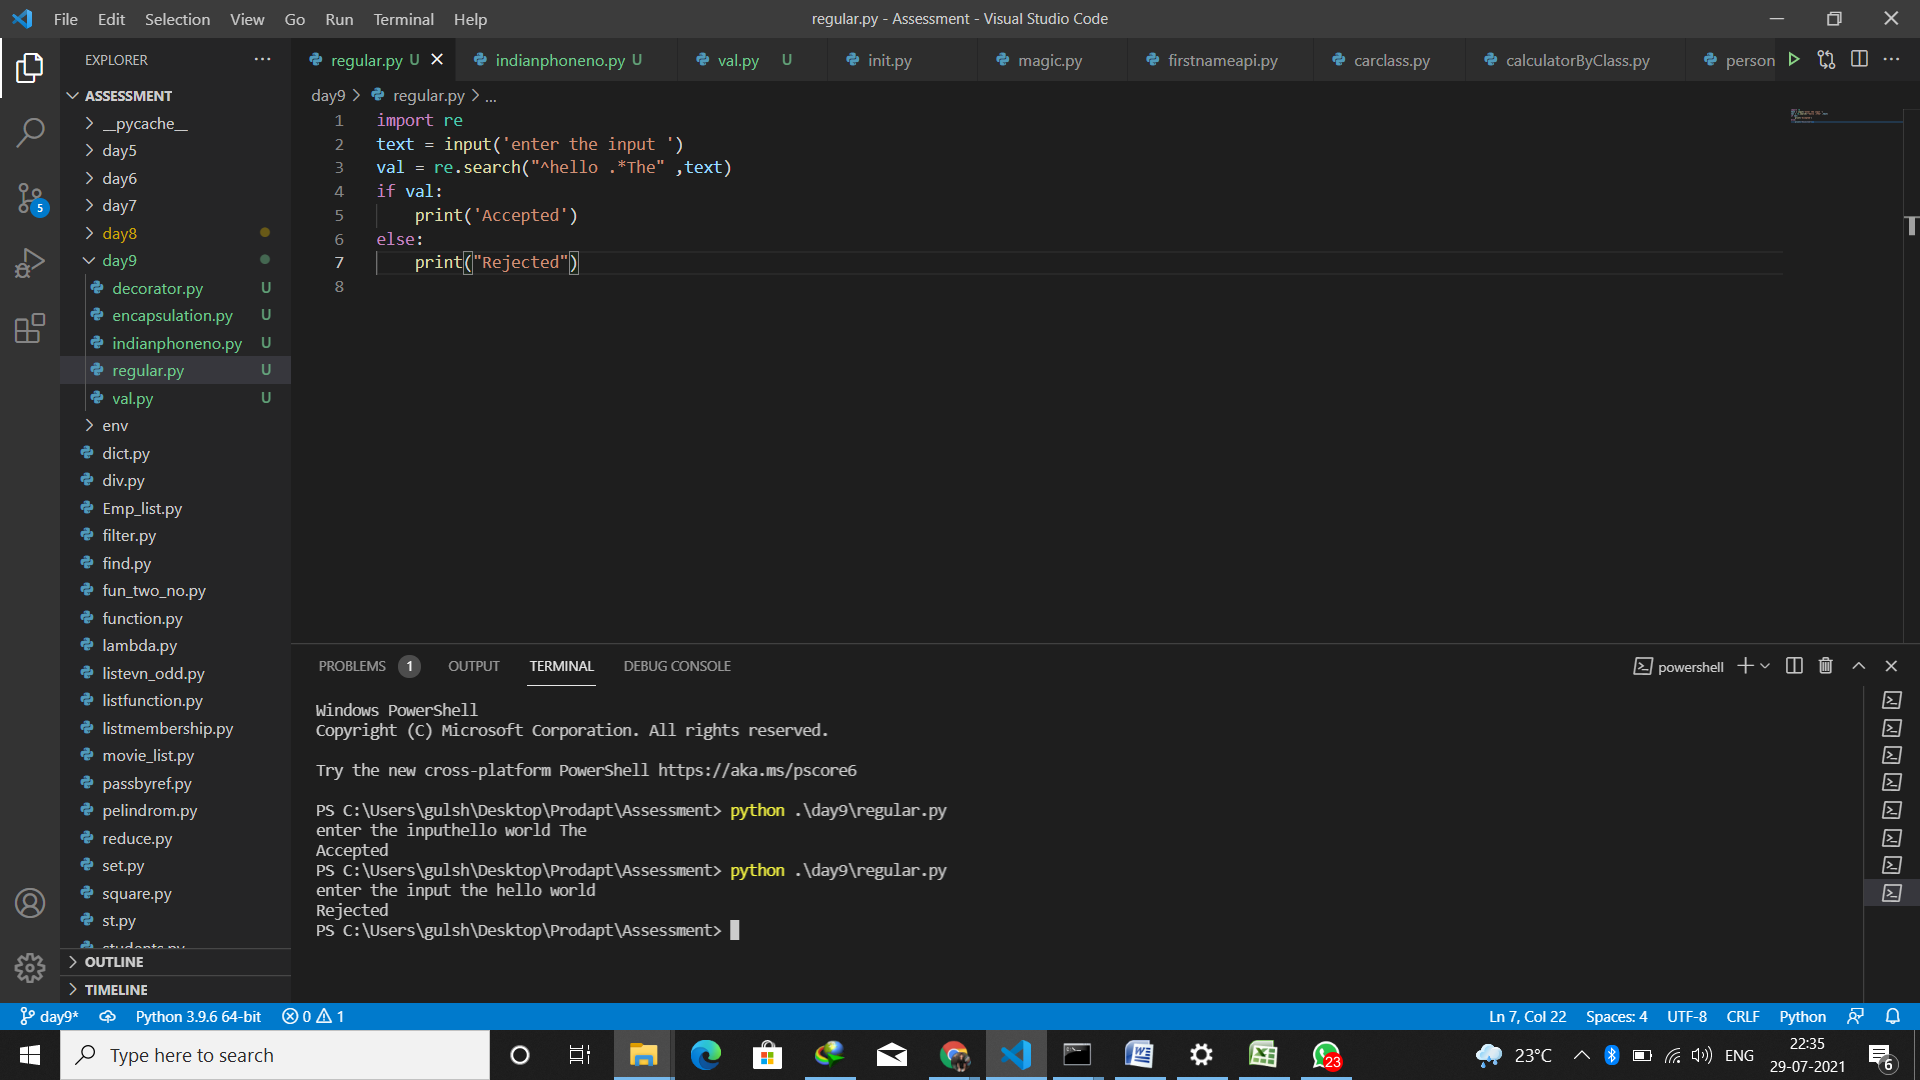 File Edit Selection View Go Run Terminal Help
regular.py - Assessment - Visual Studio Code
EXPLORER
regular.py U
indianphoneno.py U
val.py U
init.py
magic.py
firstnameapi.py
carclass.py
calculatorByClass.py
person
day9 > regular.py > ...
ASSESSMENT
__pycache__
day5
day6
day7
day8
day9
decorator.py U
encapsulation.py U
indianphoneno.py U
regular.py U
val.py U
env
dict.py
div.py
Emp_list.py
filter.py
find.py
fun_two_no.py
function.py
lambda.py
listevn_odd.py
listfunction.py
listmembership.py
movie_list.py
passbyref.py
pelindrom.py
reduce.py
set.py
square.py
st.py
students.py
OUTLINE
TIMELINE
5
1 import re
2 text = input('enter the input ')
3 val = re.search("^hello .*The" ,text)
4 if val:
5     print('Accepted')
6 else:
7     print("Rejected")
8
PROBLEMS 1 OUTPUT TERMINAL DEBUG CONSOLE
powershell
Windows PowerShell
Copyright (C) Microsoft Corporation. All rights reserved.
Try the new cross-platform PowerShell https://aka.ms/pscore6
PS C:\Users\gulsh\Desktop\Prodapt\Assessment> python .\day9\regular.py
enter the inputhello world The
Accepted
PS C:\Users\gulsh\Desktop\Prodapt\Assessment> python .\day9\regular.py
enter the input the hello world
Rejected
PS C:\Users\gulsh\Desktop\Prodapt\Assessment>
day9* Python 3.9.6 64-bit 0 1
Ln 7, Col 22 Spaces: 4 UTF-8 CRLF Python
Type here to search
23
23°C
ENG
22:35
29-07-2021
6